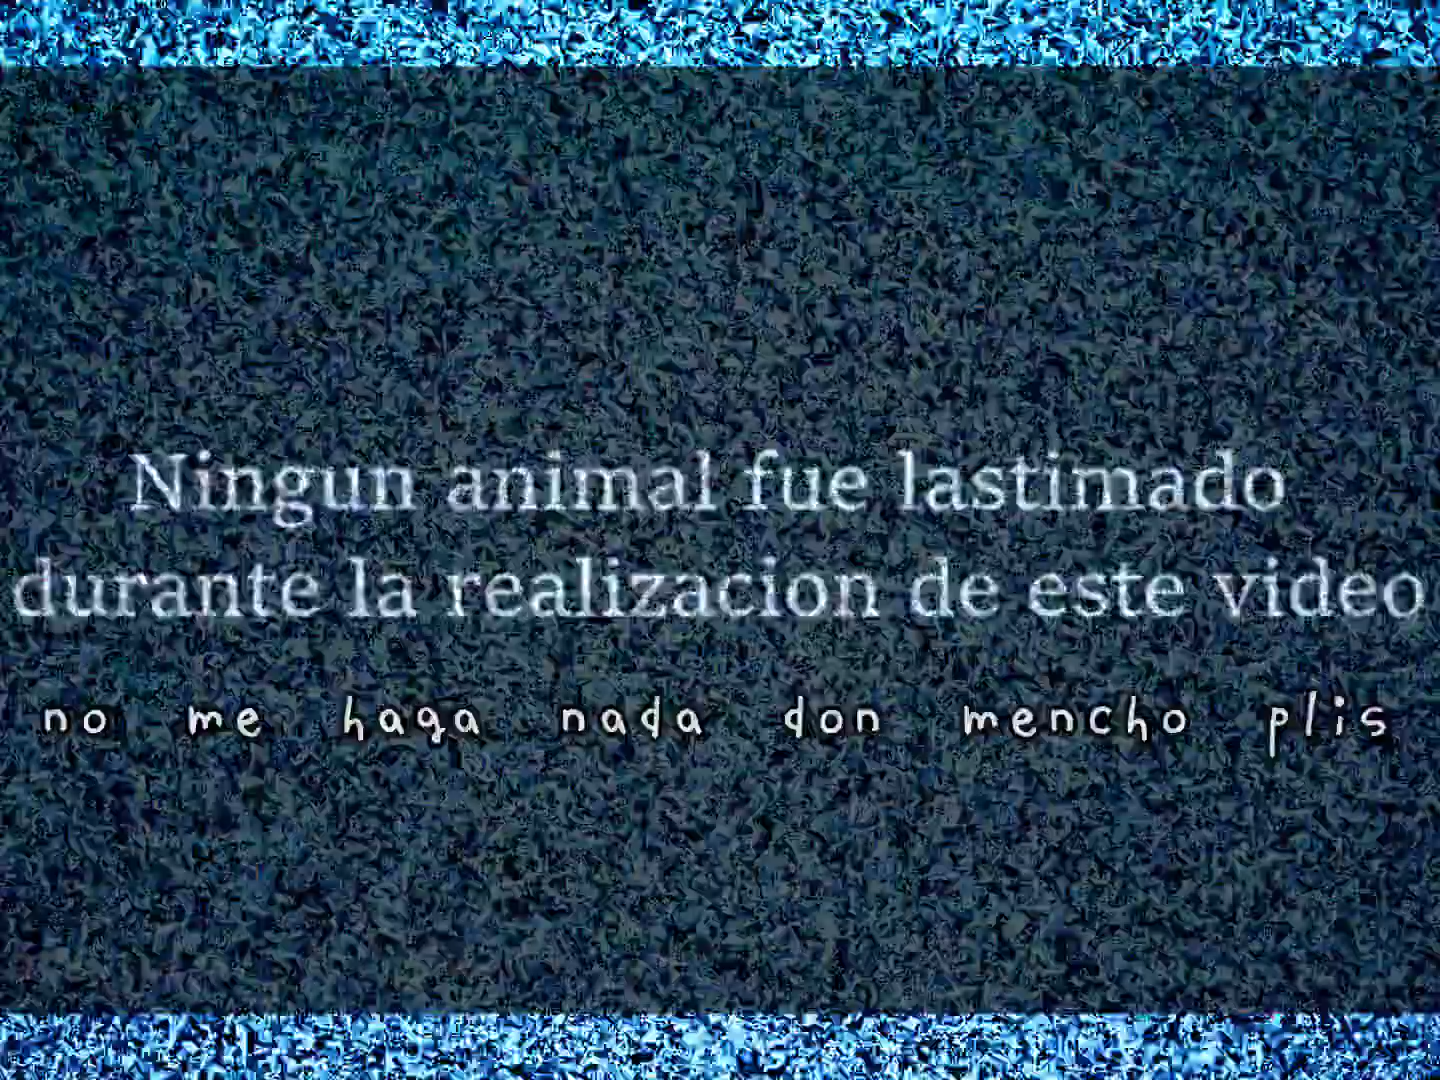 Ningun animal fue lastimado
durante la realizacion de este video
no me haga nada don mencho plis